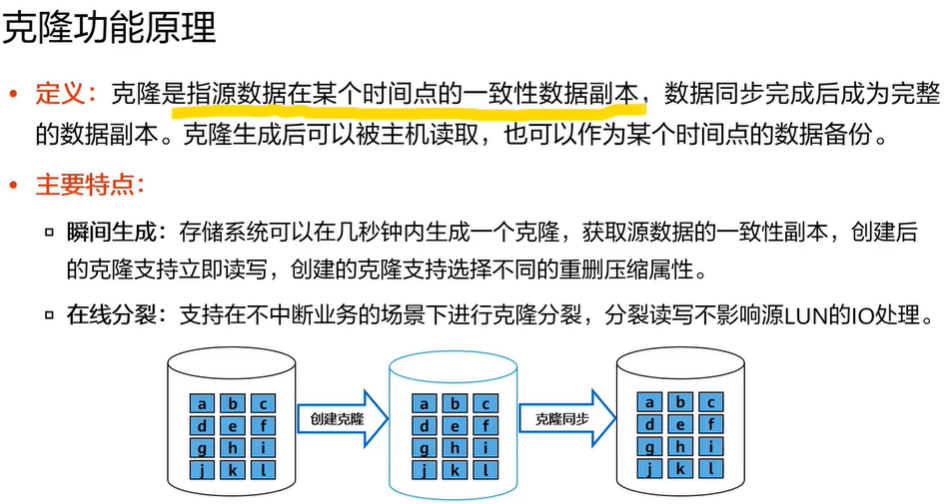 克隆功能原理
• 定义：克隆是指源数据在某个时间点的一致性数据副本，数据同步完成后成为完整
的数据副本。克隆生成后可以被主机读取，也可以作为某个时间点的数据备份。
• 主要特点：
▫ 瞬间生成：存储系统可以在几秒钟内生成一个克隆，获取源数据的一致性副本，创建后
的克隆支持立即读写，创建的克隆支持选择不同的重删压缩属性。
▫ 在线分裂：支持在不中断业务的场景下进行克隆分裂，分裂读写不影响源LUN的IO处理。
a b c
d e f
g h i
j k l
创建克隆
a b c
d e f
g h i
j k l
克隆同步
a b c
d e f
g h i
j k l